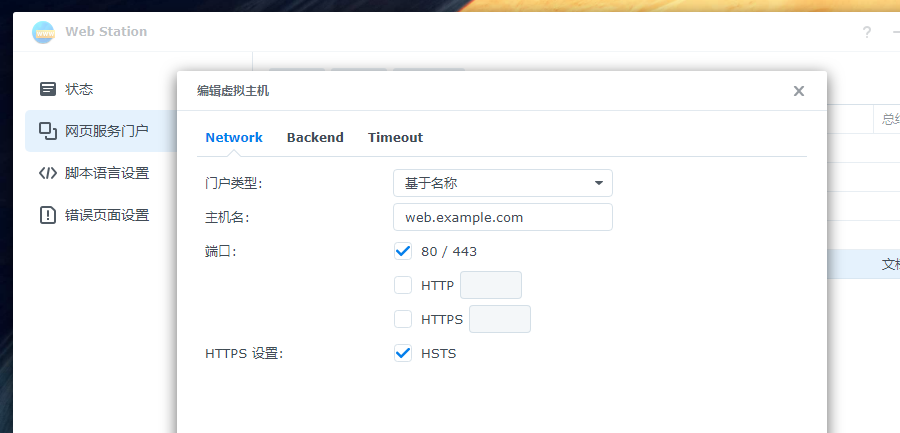 Web Station
状态
网页服务门户
脚本语言设置
错误页面设置
编辑虚拟主机
Network Backend Timeout
门户类型: 基于名称
主机名: web.example.com
端口: 80 / 443
HTTP
HTTPS
HTTPS 设置: HSTS